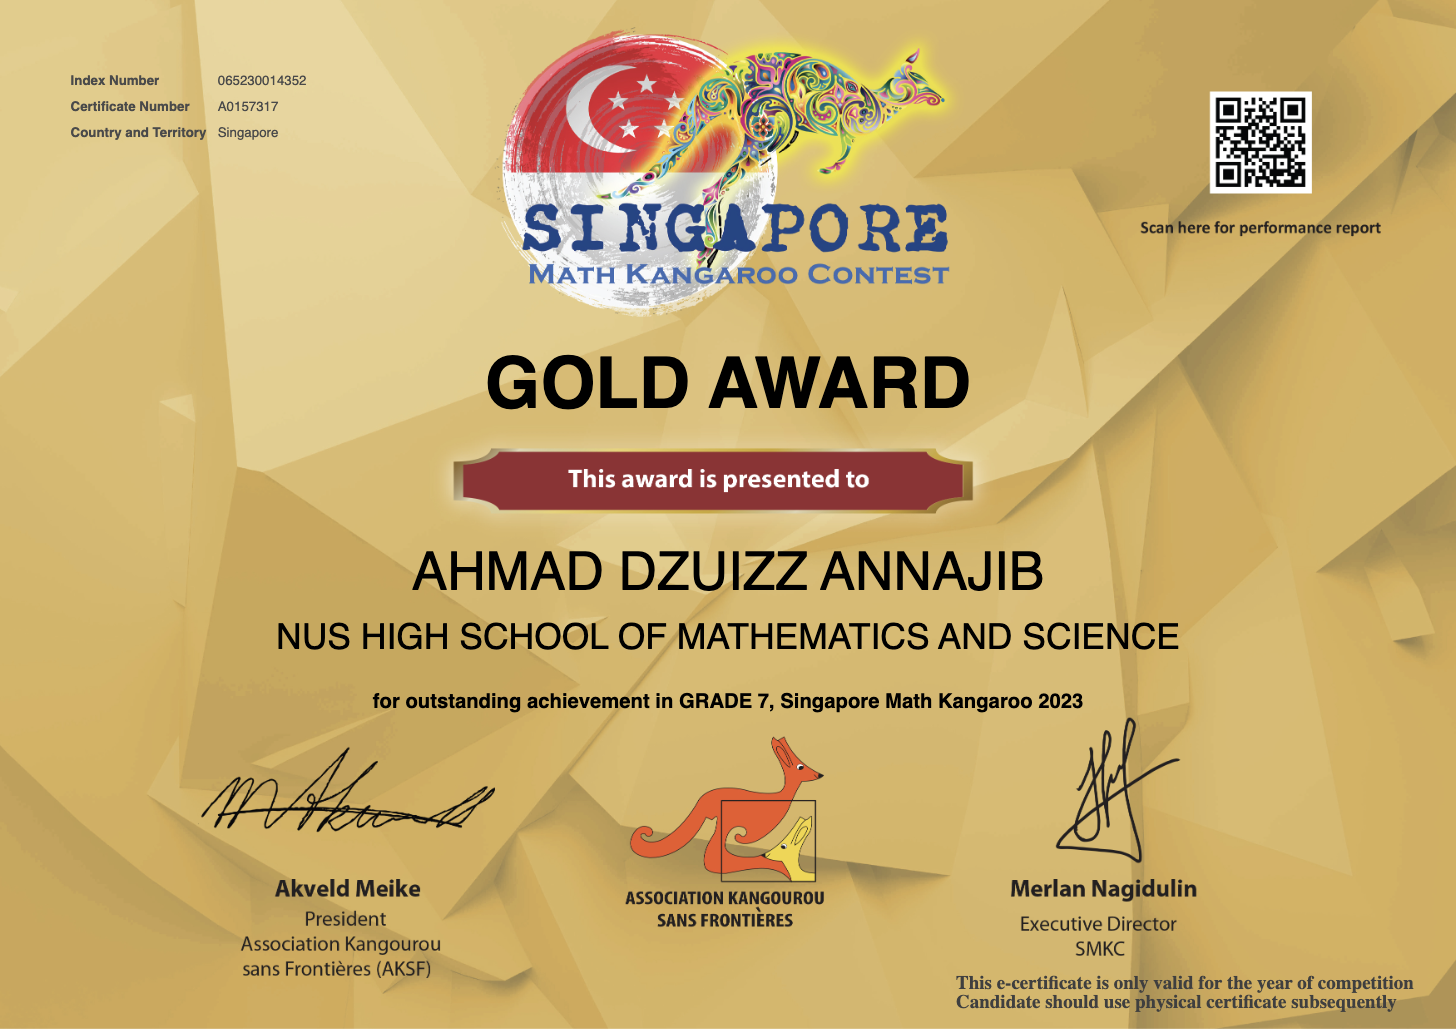 Index Number 065230014352
Certificate Number A0157317
Country and Territory Singapore
SINGAPORE
MATH KANGAROO CONTEST
Scan here for performance report
GOLD AWARD
This award is presented to
AHMAD DZUIZZ ANNAJIB
NUS HIGH SCHOOL OF MATHEMATICS AND SCIENCE
for outstanding achievement in GRADE 7, Singapore Math Kangaroo 2023
Akveld Meike
President
Association Kangourou
sans Frontières (AKSF)
ASSOCIATION KANGOUROU
SANS FRONTIÈRES
Merlan Nagidulin
Executive Director
SMKC
This e-certificate is only valid for the year of competition
Candidate should use physical certificate subsequently